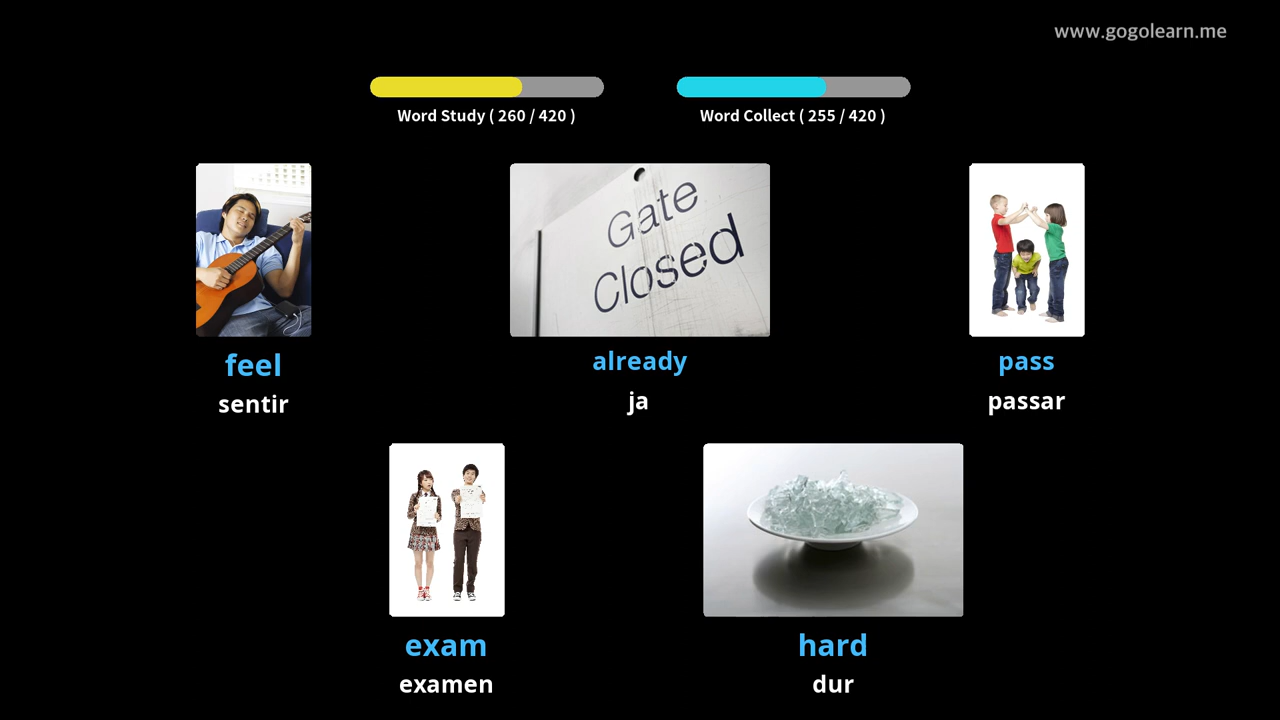 www.gogolearn.me
Word Study ( 260 / 420 )
Word Collect ( 255 / 420 )
Gate
Closed
feel
sentir
already
ja
pass
passar
exam
examen
hard
dur